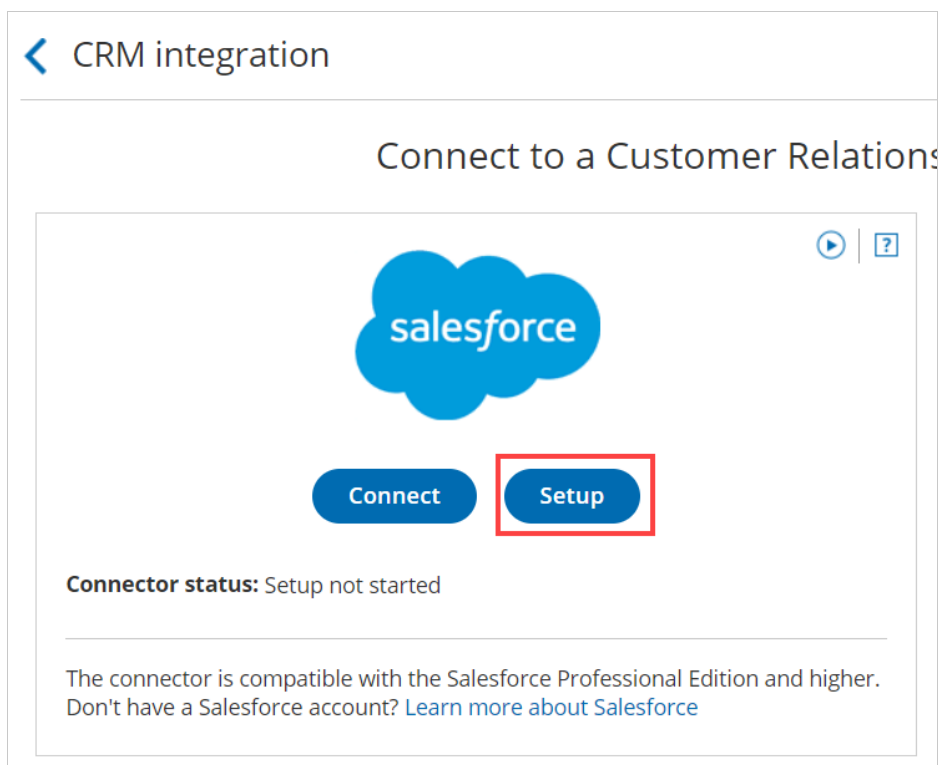 CRM integration
Connect to a Customer Relations
?
salesforce
Connect Setup
Connector status: Setup not started
The connector is compatible with the Salesforce Professional Edition and higher.
Don't have a Salesforce account? Learn more about Salesforce